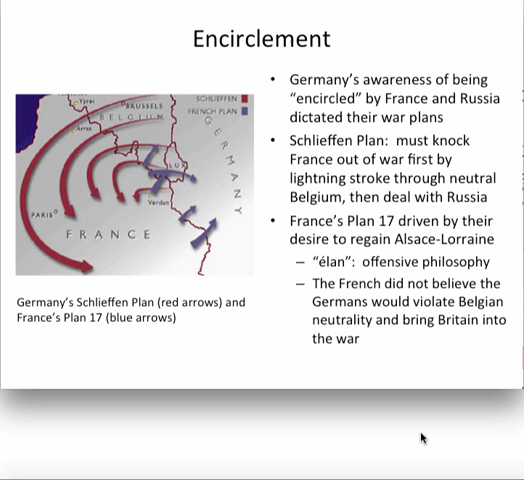 Encirclement
SCHLIEFFEN
FRENCH PLAN
Ypres
BRUSSELS
BELGIUM
Arras
GERMANY
LUX
Verdun
PARIS
FRANCE
Germany's Schlieffen Plan (red arrows) and
France's Plan 17 (blue arrows)
• Germany's awareness of being
"encircled" by France and Russia
dictated their war plans
• Schlieffen Plan: must knock
France out of war first by
lightning stroke through neutral
Belgium, then deal with Russia
• France's Plan 17 driven by their
desire to regain Alsace-Lorraine
– "élan": offensive philosophy
– The French did not believe the
Germans would violate Belgian
neutrality and bring Britain into
the war